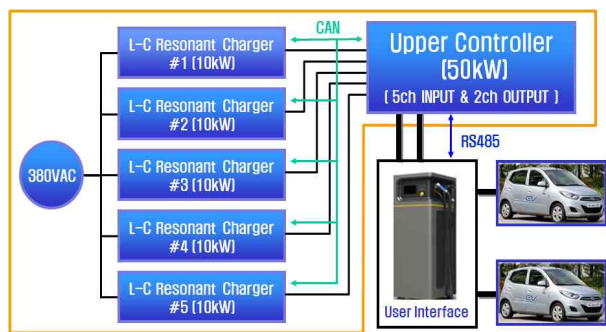 CAN
L-C Resonant Charger
#1 (10kW)
L-C Resonant Charger
#2 (10kW)
L-C Resonant Charger
#3 (10kW)
L-C Resonant Charger
#4 (10kW)
L-C Resonant Charger
#5 (10kW)
380VAC
Upper Controller
(50kW)
( 5ch INPUT & 2ch OUTPUT )
RS485
User Interface